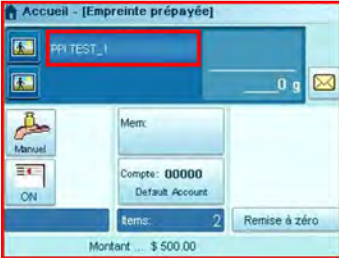 Accueil - [Empreinte prépayée]
PPI TEST_1
0 g
Manuel
Mem:
ON
Compte: 00000
Default Account
Items: 2
Remise à zéro
Montant ... $ 500.00